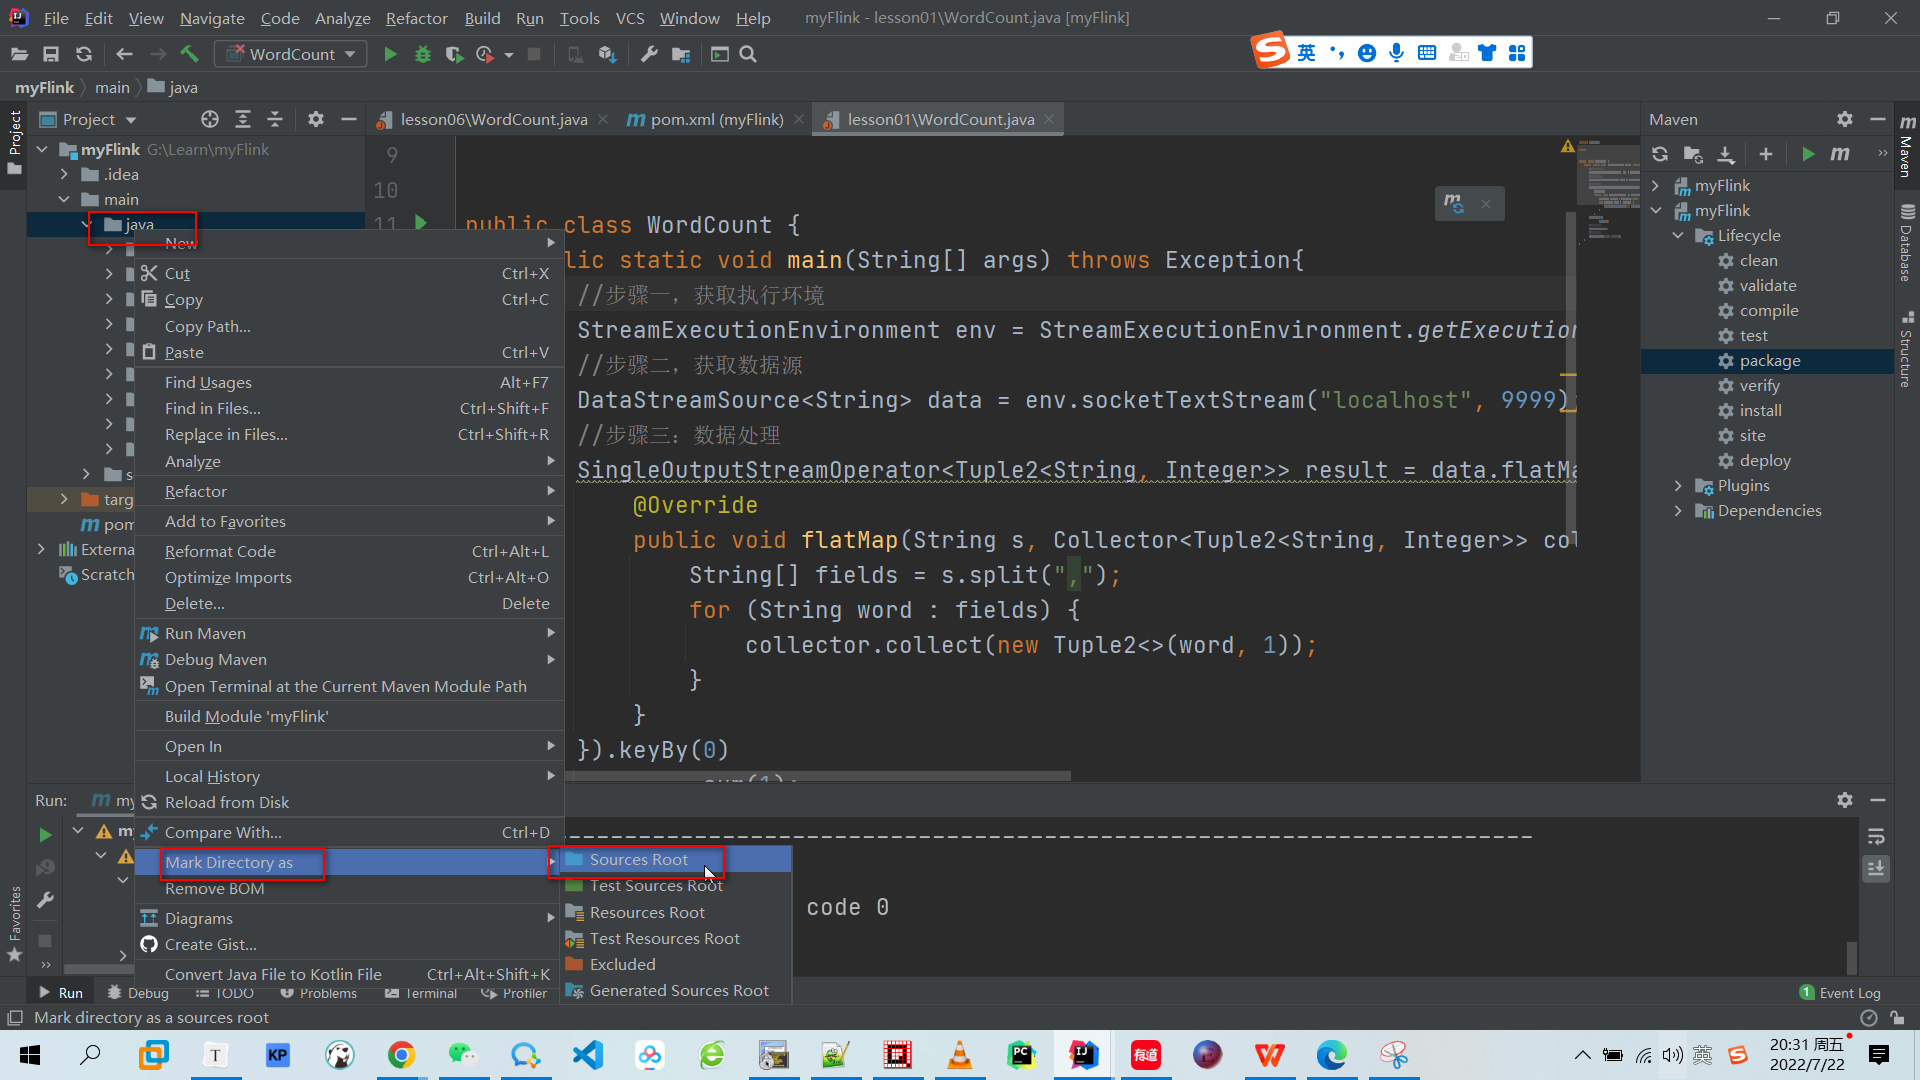 File Edit View Navigate Code Analyze Refactor Build Run Tools VCS Window Help myFlink - lesson01\WordCount.java [myFlink]
WordCount
英
myFlink main java
Project
lesson06\WordCount.java pom.xml (myFlink) lesson01\WordCount.java
Maven
myFlink G:\Learn\myFlink
.idea
main
java
targ
pom
Externa
Scratch
s
New
Cut Ctrl+X
Copy Ctrl+C
Copy Path...
Paste Ctrl+V
Find Usages Alt+F7
Find in Files... Ctrl+Shift+F
Replace in Files... Ctrl+Shift+R
Analyze
Refactor
Add to Favorites
Reformat Code Ctrl+Alt+L
Optimize Imports Ctrl+Alt+O
Delete... Delete
Run Maven
Debug Maven
Open Terminal at the Current Maven Module Path
Build Module 'myFlink'
Open In
Local History
Reload from Disk
Compare With... Ctrl+D
Mark Directory as
Remove BOM
Diagrams
Create Gist...
Convert Java File to Kotlin File Ctrl+Alt+Shift+K
Sources Root
Test Sources Root
Resources Root
Test Resources Root
Excluded
Generated Sources Root
9
10
11
public class WordCount {
lic static void main(String[] args) throws Exception{
//步骤一，获取执行环境
StreamExecutionEnvironment env = StreamExecutionEnvironment.getExecution
//步骤二，获取数据源
DataStreamSource<String> data = env.socketTextStream("localhost", 9999);
//步骤三：数据处理
SingleOutputStreamOperator<Tuple2<String, Integer>> result = data.flatMa
@Override
public void flatMap(String s, Collector<Tuple2<String, Integer>> col
String[] fields = s.split(",");
for (String word : fields) {
collector.collect(new Tuple2<>(word, 1));
}
}
}).keyBy(0)
sum(1);
myFlink
myFlink
Lifecycle
clean
validate
compile
test
package
verify
install
site
deploy
Plugins
Dependencies
Project
Favorites
Maven
Database
Structure
Run: my
m
code 0
Run Debug TODO Problems Terminal Profiler
1 Event Log
Mark directory as a sources root
T KP PC IJ 有道
英
20:31 周五
2022/7/22